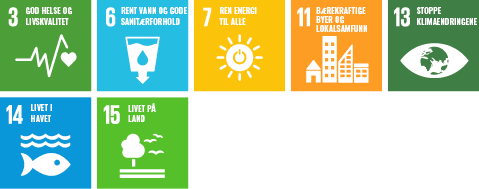 3 GOD HELSE OG
LIVSKVALITET
6 RENT VANN OG GODE
SANITÆRFORHOLD
7 REN ENERGI
TIL ALLE
11 BÆREKRAFTIGE
BYER OG
LOKALSAMFUNN
13 STOPPE
KLIMAENDRINGENE
14 LIVET I
HAVET
15 LIVET PÅ
LAND